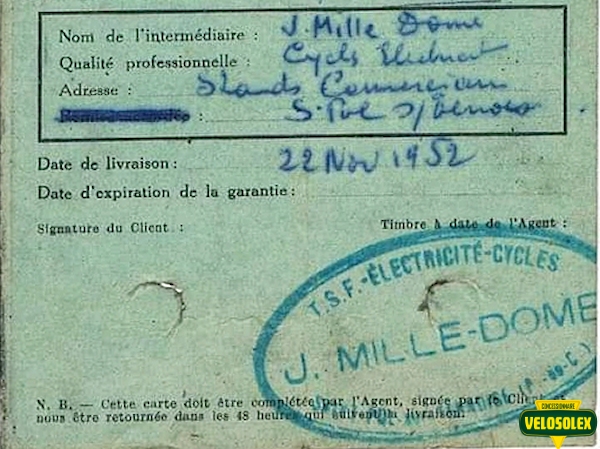 Nom de l'intermédiaire : J. Mille Dome
Qualité professionnelle : Cycles
Adresse : Stands Commerciaux
: S. Pol s/Ternoise
Date de livraison : 22 Nov 1952
Date d'expiration de la garantie :
Signature du Client : Timbre à date de l'Agent :
T.S.F.-ÉLECTRICITÉ-CYCLES
J. MILLE-DOME
(P.-de-C.)
N. B. — Cette carte doit être complétée par l'Agent, signée par le Client et
nous être retournée dans les 48 heures qui suivent la livraison.
CONCESSIONNAIRE
VELOSOLEX